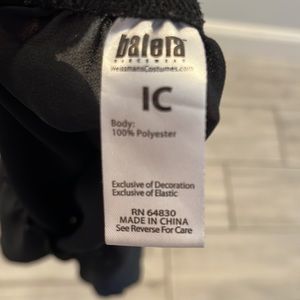 balera
DANCEWEAR
WeissmansCostumes.com
IC
Body:
100% Polyester
Exclusive of Decoration
Exclusive of Elastic
RN 64830
MADE IN CHINA
See Reverse For Care